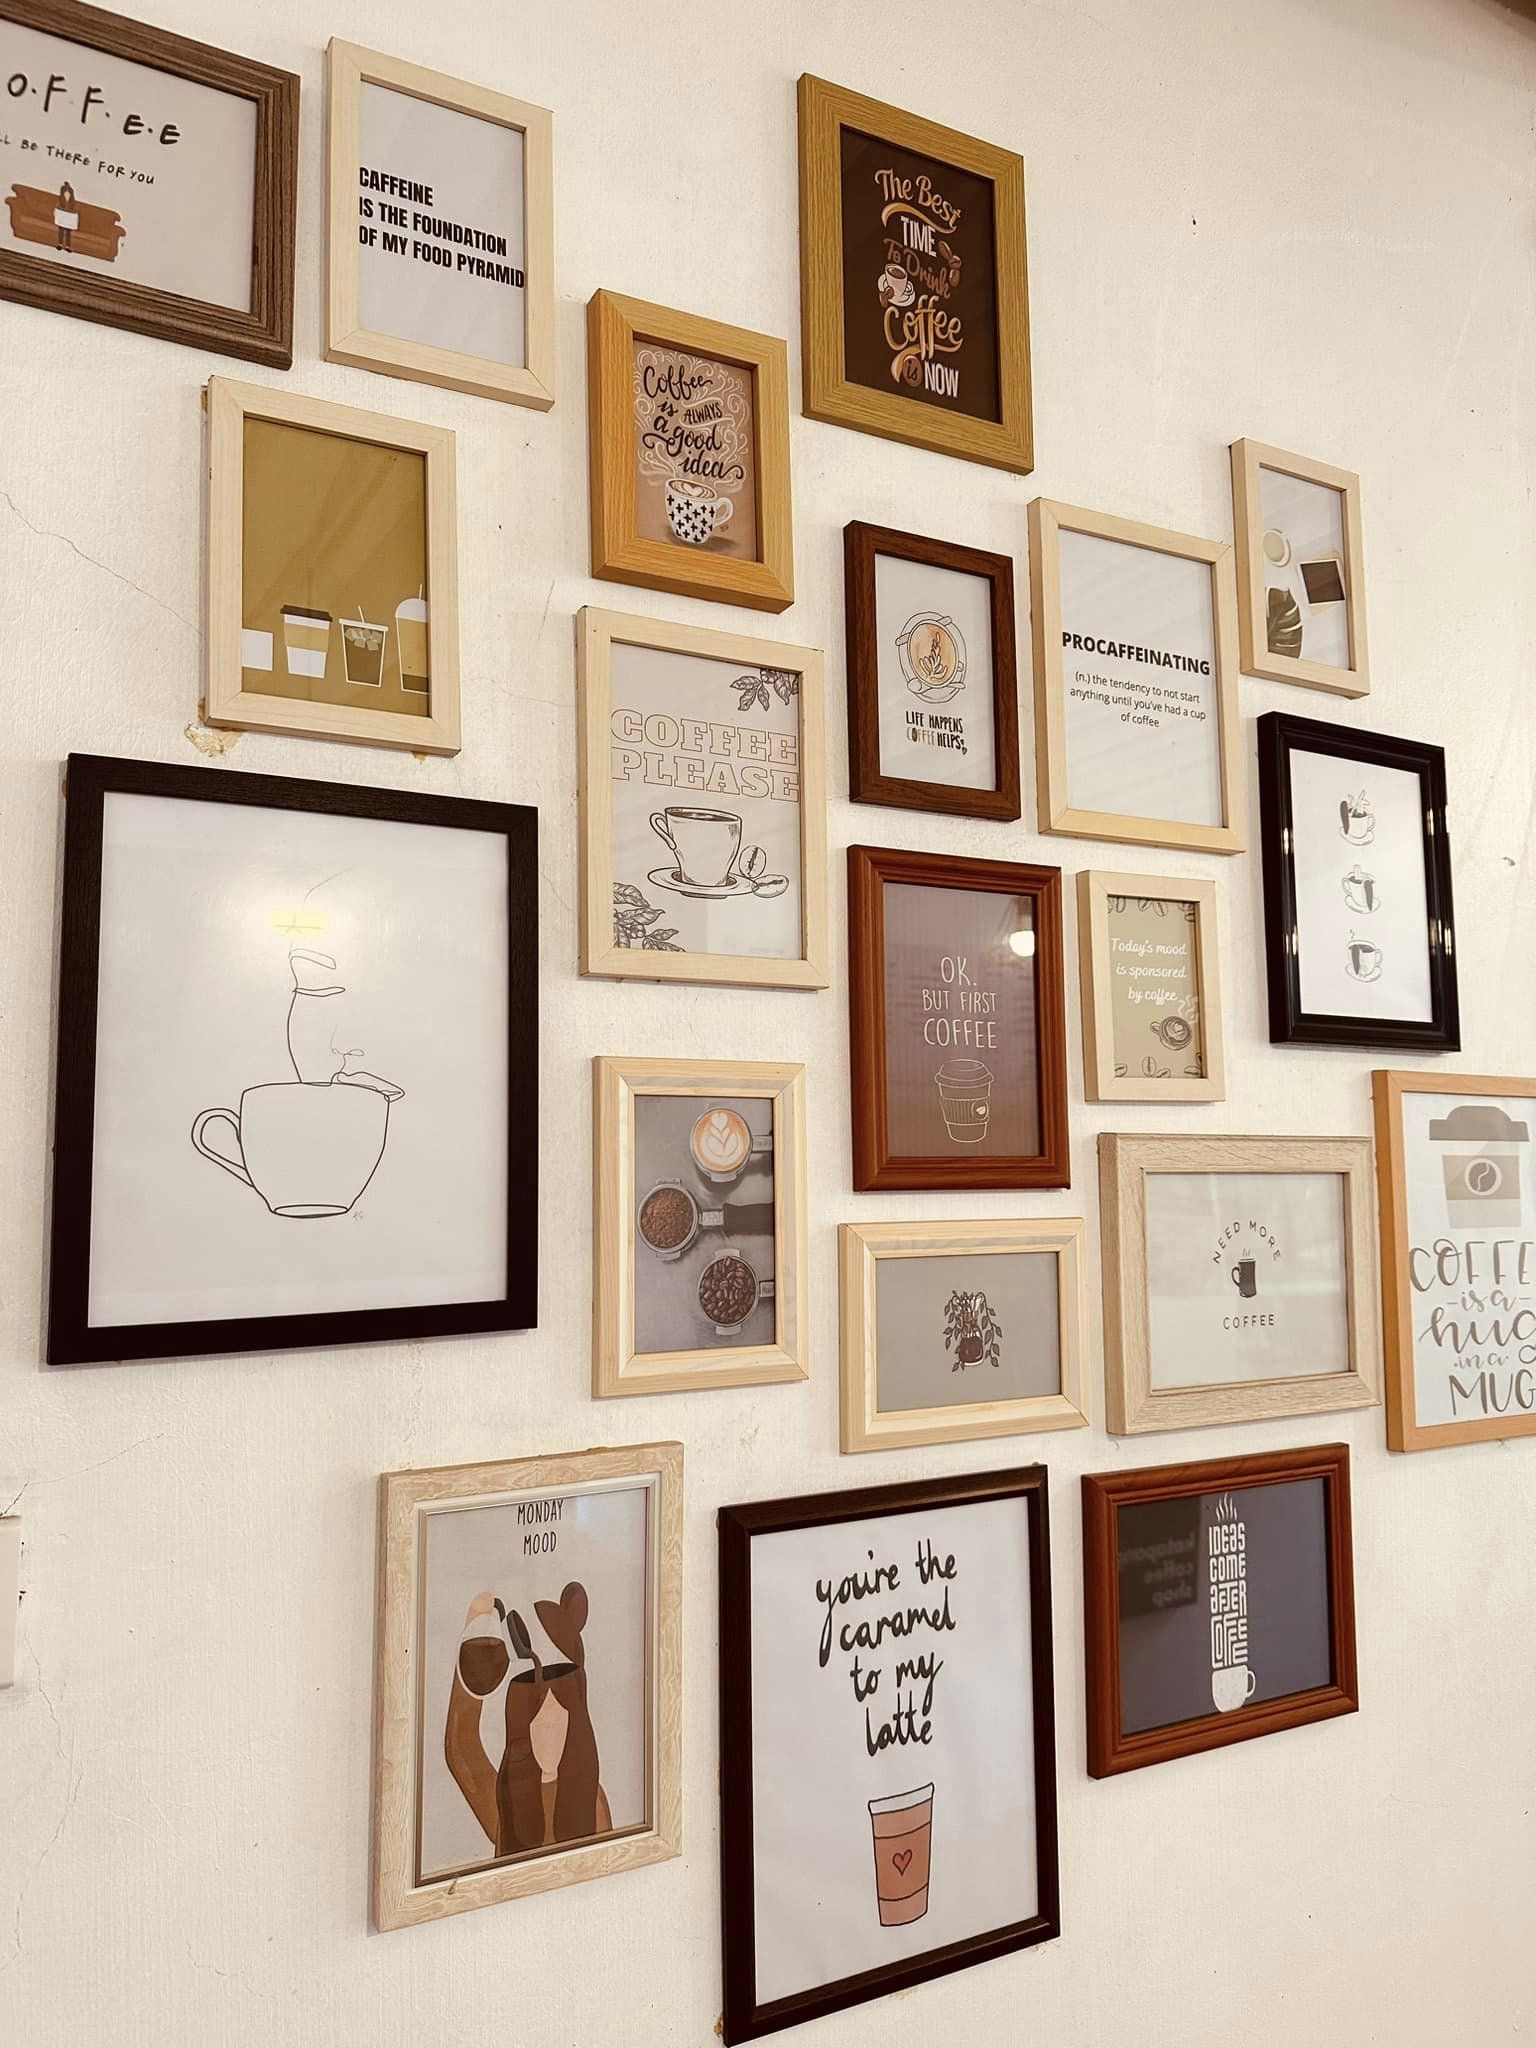 O·F·F·E·E
BE THERE FOR YOU
CAFFEINE
IS THE FOUNDATION
OF MY FOOD PYRAMID
The Best
TIME
To Drink
Coffee
is NOW
Coffee
is ALWAYS
a good
idea
COFFEE
PLEASE
LIFE HAPPENS
COFFEE HELPS
PROCAFFEINATING
(n.) the tendency to not start
anything until you've had a cup
of coffee
OK.
BUT FIRST
COFFEE
Today's mood
is sponsored
by coffee
NEED MORE
COFFEE
COFFE
-is a-
hug
·in a·
MUG
MONDAY
MOOD
you're the
caramel
to my
latte
IDEAS
COME
AFTER
COFFEE
coffee
shop